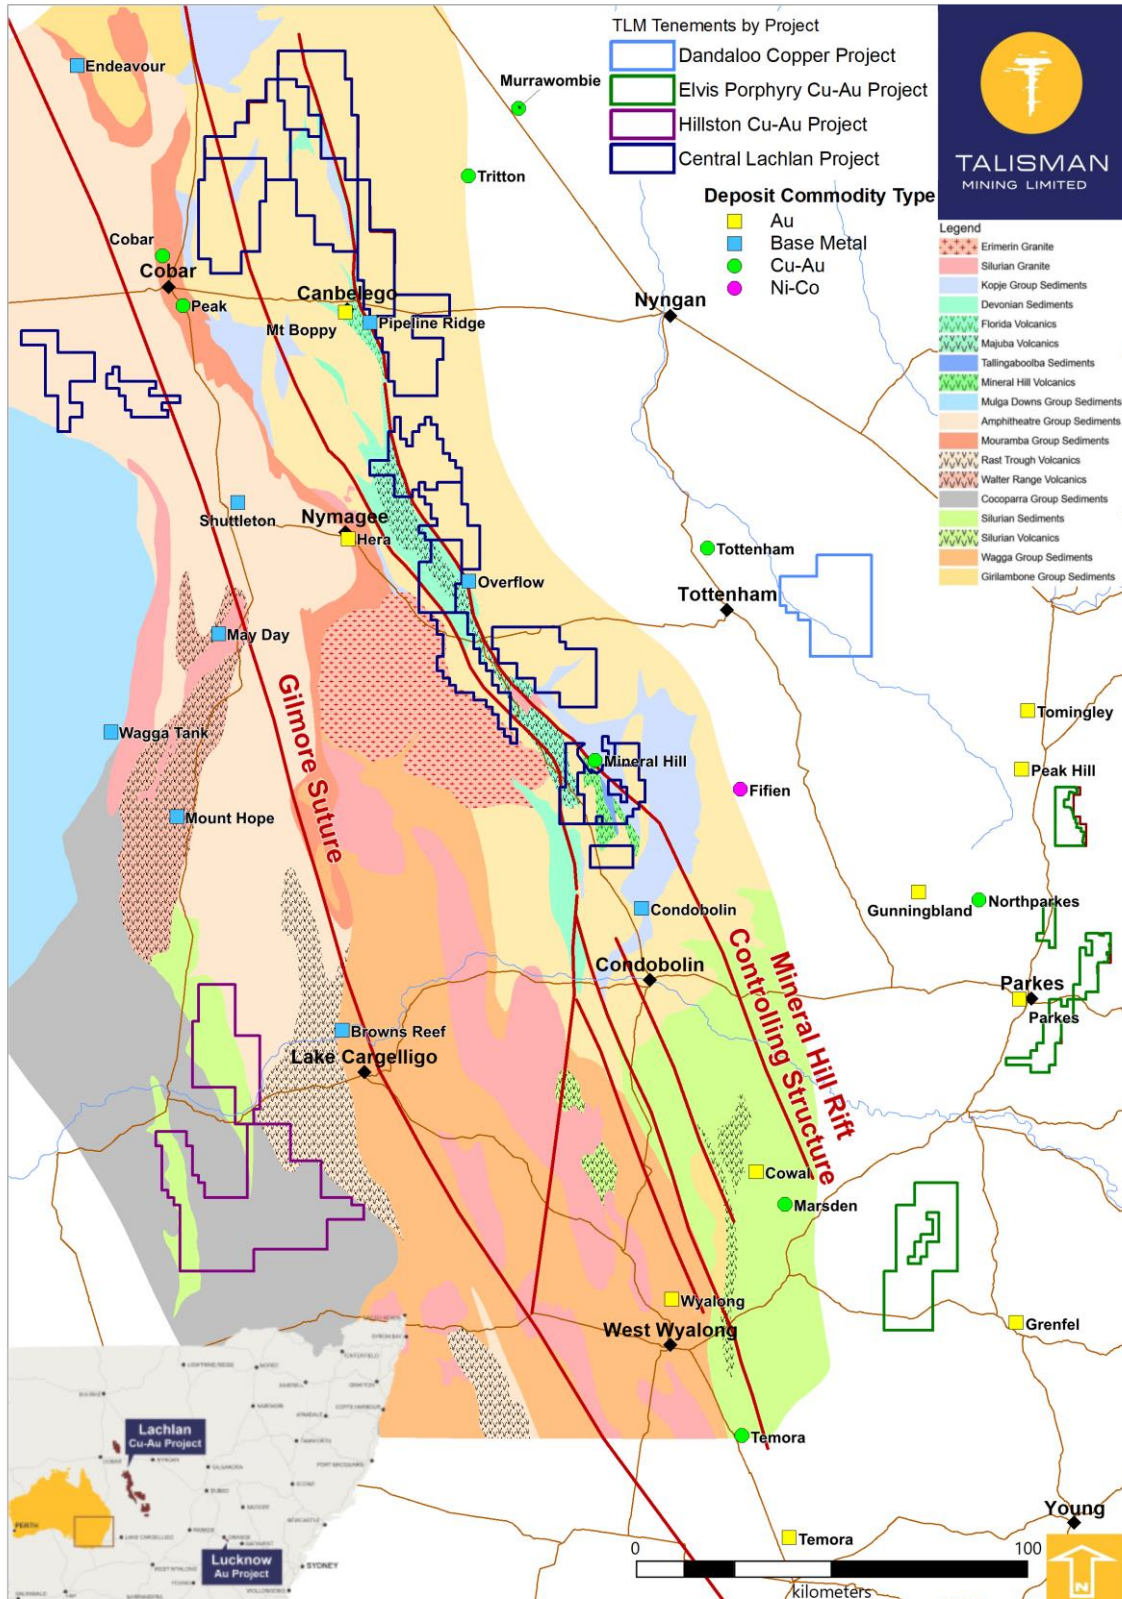 TLM Tenements by Project
Dandaloo Copper Project
Elvis Porphyry Cu-Au Project
Hillston Cu-Au Project
Central Lachlan Project
Deposit Commodity Type
Au
Base Metal
Cu-Au
Ni-Co
TALISMAN
MINING LIMITED
Legend
Erimerin Granite
Silurian Granite
Kopje Group Sediments
Devonian Sediments
Florida Volcanics
Majuba Volcanics
Tallingaboolba Sediments
Mineral Hill Volcanics
Mulga Downs Group Sediments
Amphitheatre Group Sediments
Mouramba Group Sediments
Rast Trough Volcanics
Walter Range Volcanics
Cocoparra Group Sediments
Silurian Sediments
Silurian Volcanics
Wagga Group Sediments
Girilambone Group Sediments
Endeavour
Murrawombie
Tritton
Cobar
Cobar
Peak
Canbelego
Mt Boppy
Pipeline Ridge
Nyngan
Shuttleton
Nymagee
Hera
Overflow
Tottenham
Tottenham
May Day
Wagga Tank
Mount Hope
Gilmore Suture
Mineral Hill
Fifien
Tomingley
Peak Hill
Gunningbland
Northparkes
Condobolin
Condobolin
Mineral Hill Rift
Controlling Structure
Parkes
Parkes
Browns Reef
Lake Cargelligo
Cowal
Marsden
Wyalong
West Wyalong
Grenfel
Temora
Temora
Young
0 100
kilometers
N
Lachlan
Cu-Au Project
Lucknow
Au Project
PERTH
SYDNEY
LAKE CARGELLIGO
WEST WYALONG